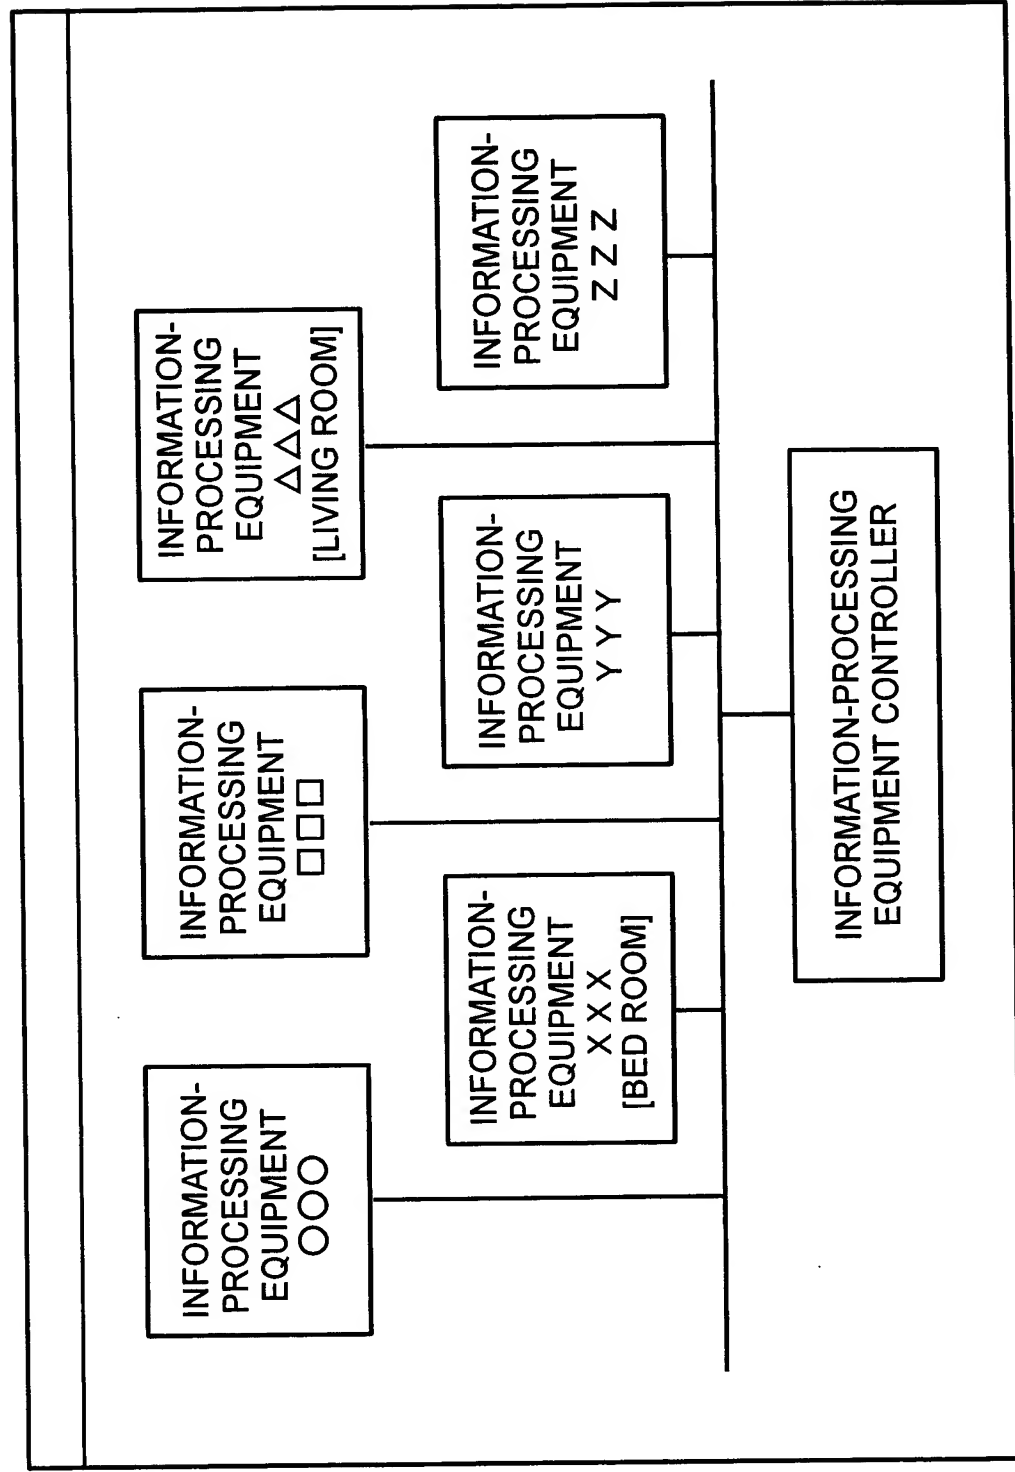 INFORMATION-
PROCESSING
EQUIPMENT
○○○
INFORMATION-
PROCESSING
EQUIPMENT
□□□
INFORMATION-
PROCESSING
EQUIPMENT
△△△
[LIVING ROOM]
INFORMATION-
PROCESSING
EQUIPMENT
X X X
[BED ROOM]
INFORMATION-
PROCESSING
EQUIPMENT
Y Y Y
INFORMATION-
PROCESSING
EQUIPMENT
Z Z Z
INFORMATION-PROCESSING
EQUIPMENT CONTROLLER